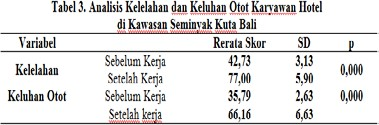 Tabel 3. Analisis Kelelahan dan Keluhan Otot Karyawan Hotel
di Kawasan Seminyak Kuta Bali
Variabel Rerata Skor SD p
Kelelahan Sebelum Kerja 42,73 3,13 0,000
Setelah Kerja 77,00 5,90
Keluhan Otot Sebelum Kerja 35,79 2,63 0,000
Setelah kerja 66,16 6,63